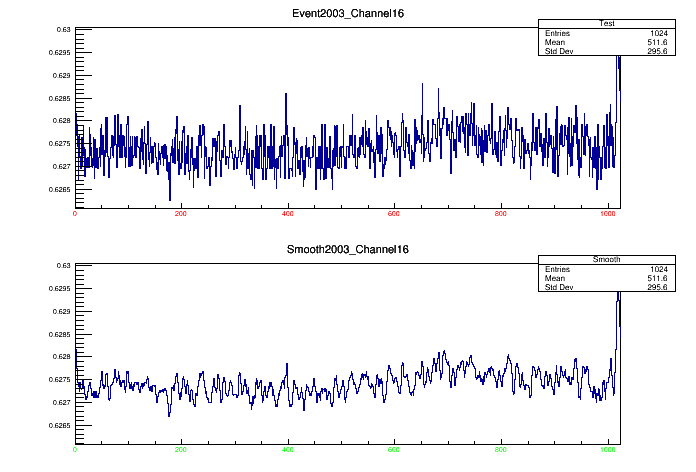 Event2003_Channel16
Test
Entries 1024
Mean 511.6
Std Dev 295.6
0.63
0.6295
0.629
0.6285
0.628
0.6275
0.627
0.6265
0 200 400 600 800 1000
Smooth2003_Channel16
Smooth
Entries 1024
Mean 511.6
Std Dev 295.6
0.63
0.6295
0.629
0.6285
0.628
0.6275
0.627
0.6265
0 200 400 600 800 1000